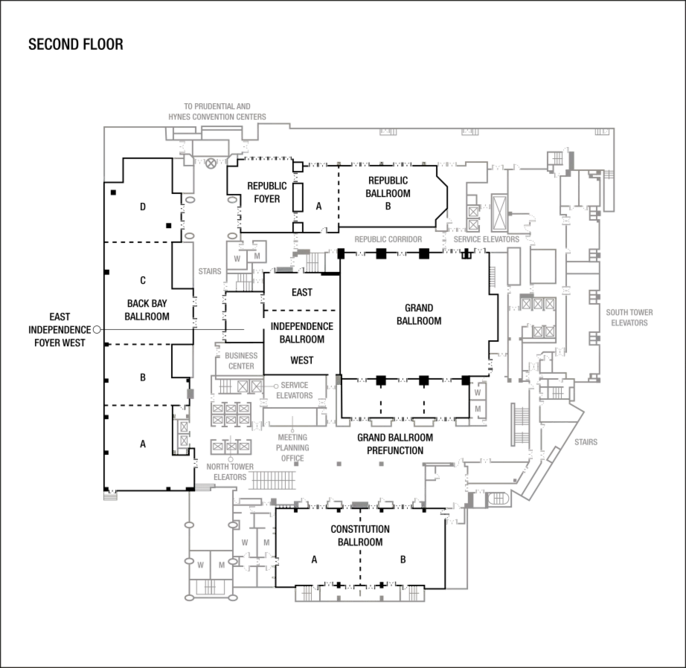 SECOND FLOOR
TO PRUDENTIAL AND
HYNES CONVENTION CENTERS
D
REPUBLIC
FOYER
A
REPUBLIC
BALLROOM
B
REPUBLIC CORRIDOR
SERVICE ELEVATORS
W
M
STAIRS
C
BACK BAY
BALLROOM
EAST
INDEPENDENCE
BALLROOM
WEST
GRAND
BALLROOM
EAST
INDEPENDENCE
FOYER WEST
SOUTH TOWER
ELEVATORS
BUSINESS
CENTER
B
SERVICE
ELEVATORS
W
M
A
MEETING
PLANNING
OFFICE
GRAND BALLROOM
PREFUNCTION
STAIRS
NORTH TOWER
ELEATORS
CONSTITUTION
BALLROOM
A
B
W
M
W
M